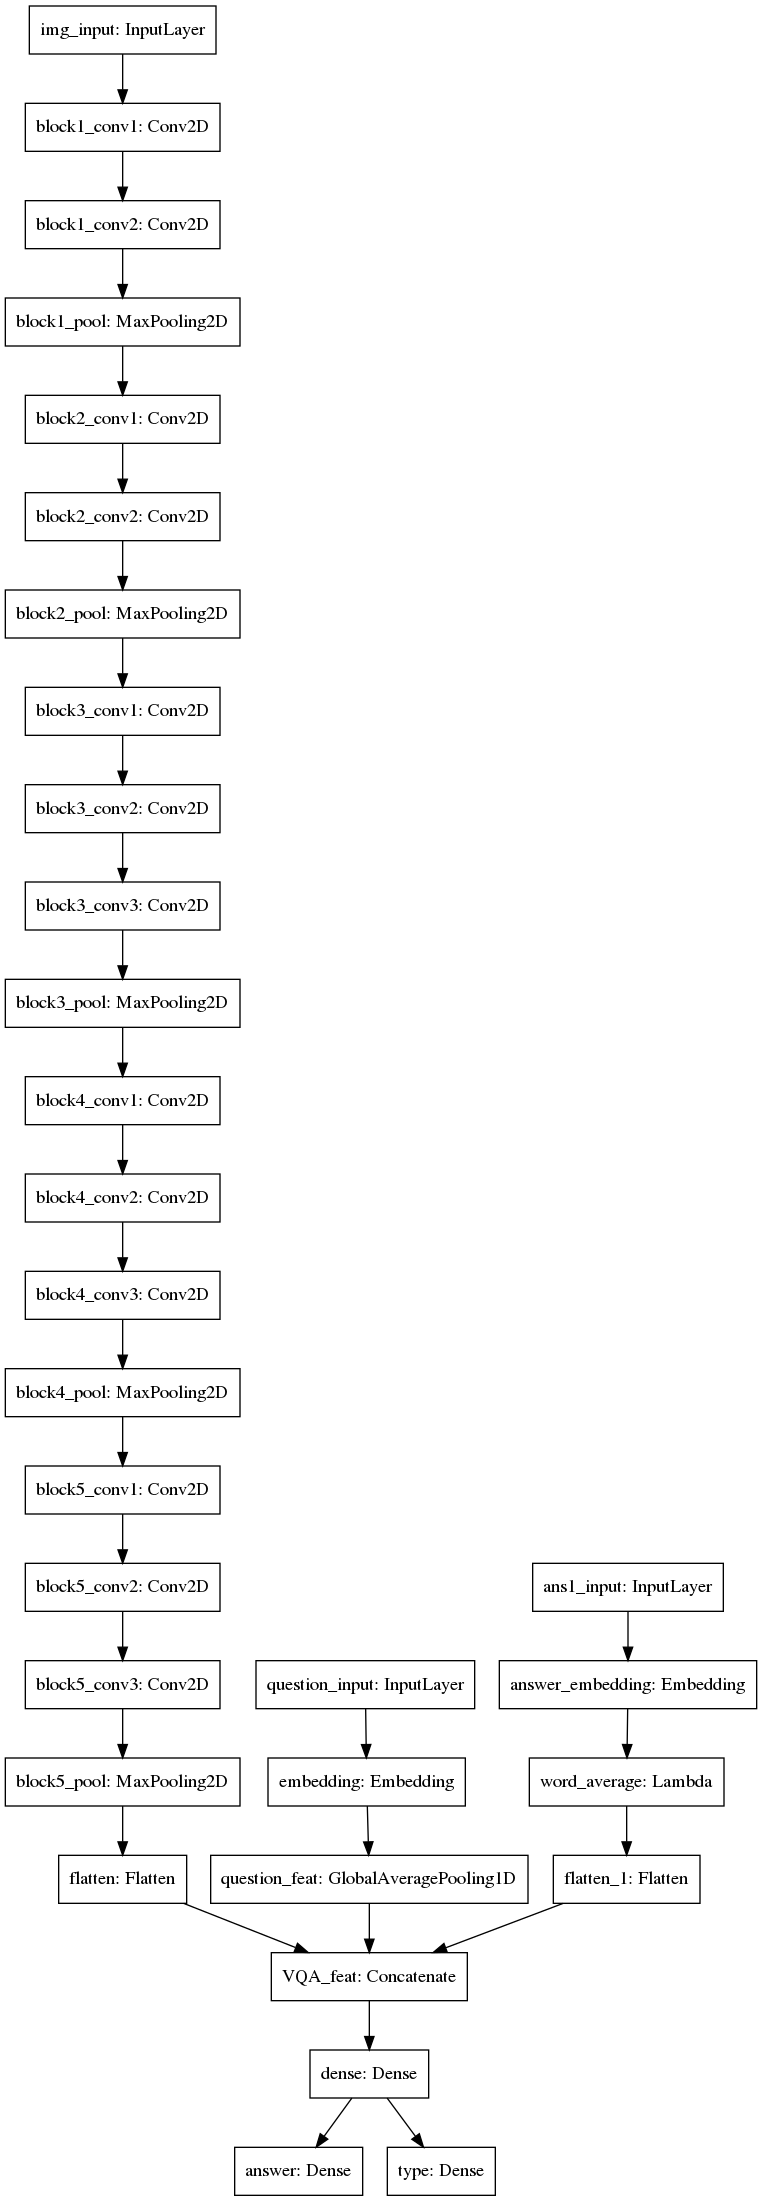 img_input: InputLayer
block1_conv1: Conv2D
block1_conv2: Conv2D
block1_pool: MaxPooling2D
block2_conv1: Conv2D
block2_conv2: Conv2D
block2_pool: MaxPooling2D
block3_conv1: Conv2D
block3_conv2: Conv2D
block3_conv3: Conv2D
block3_pool: MaxPooling2D
block4_conv1: Conv2D
block4_conv2: Conv2D
block4_conv3: Conv2D
block4_pool: MaxPooling2D
block5_conv1: Conv2D
block5_conv2: Conv2D
ans1_input: InputLayer
block5_conv3: Conv2D
question_input: InputLayer
answer_embedding: Embedding
block5_pool: MaxPooling2D
embedding: Embedding
word_average: Lambda
flatten: Flatten
question_feat: GlobalAveragePooling1D
flatten_1: Flatten
VQA_feat: Concatenate
dense: Dense
answer: Dense
type: Dense